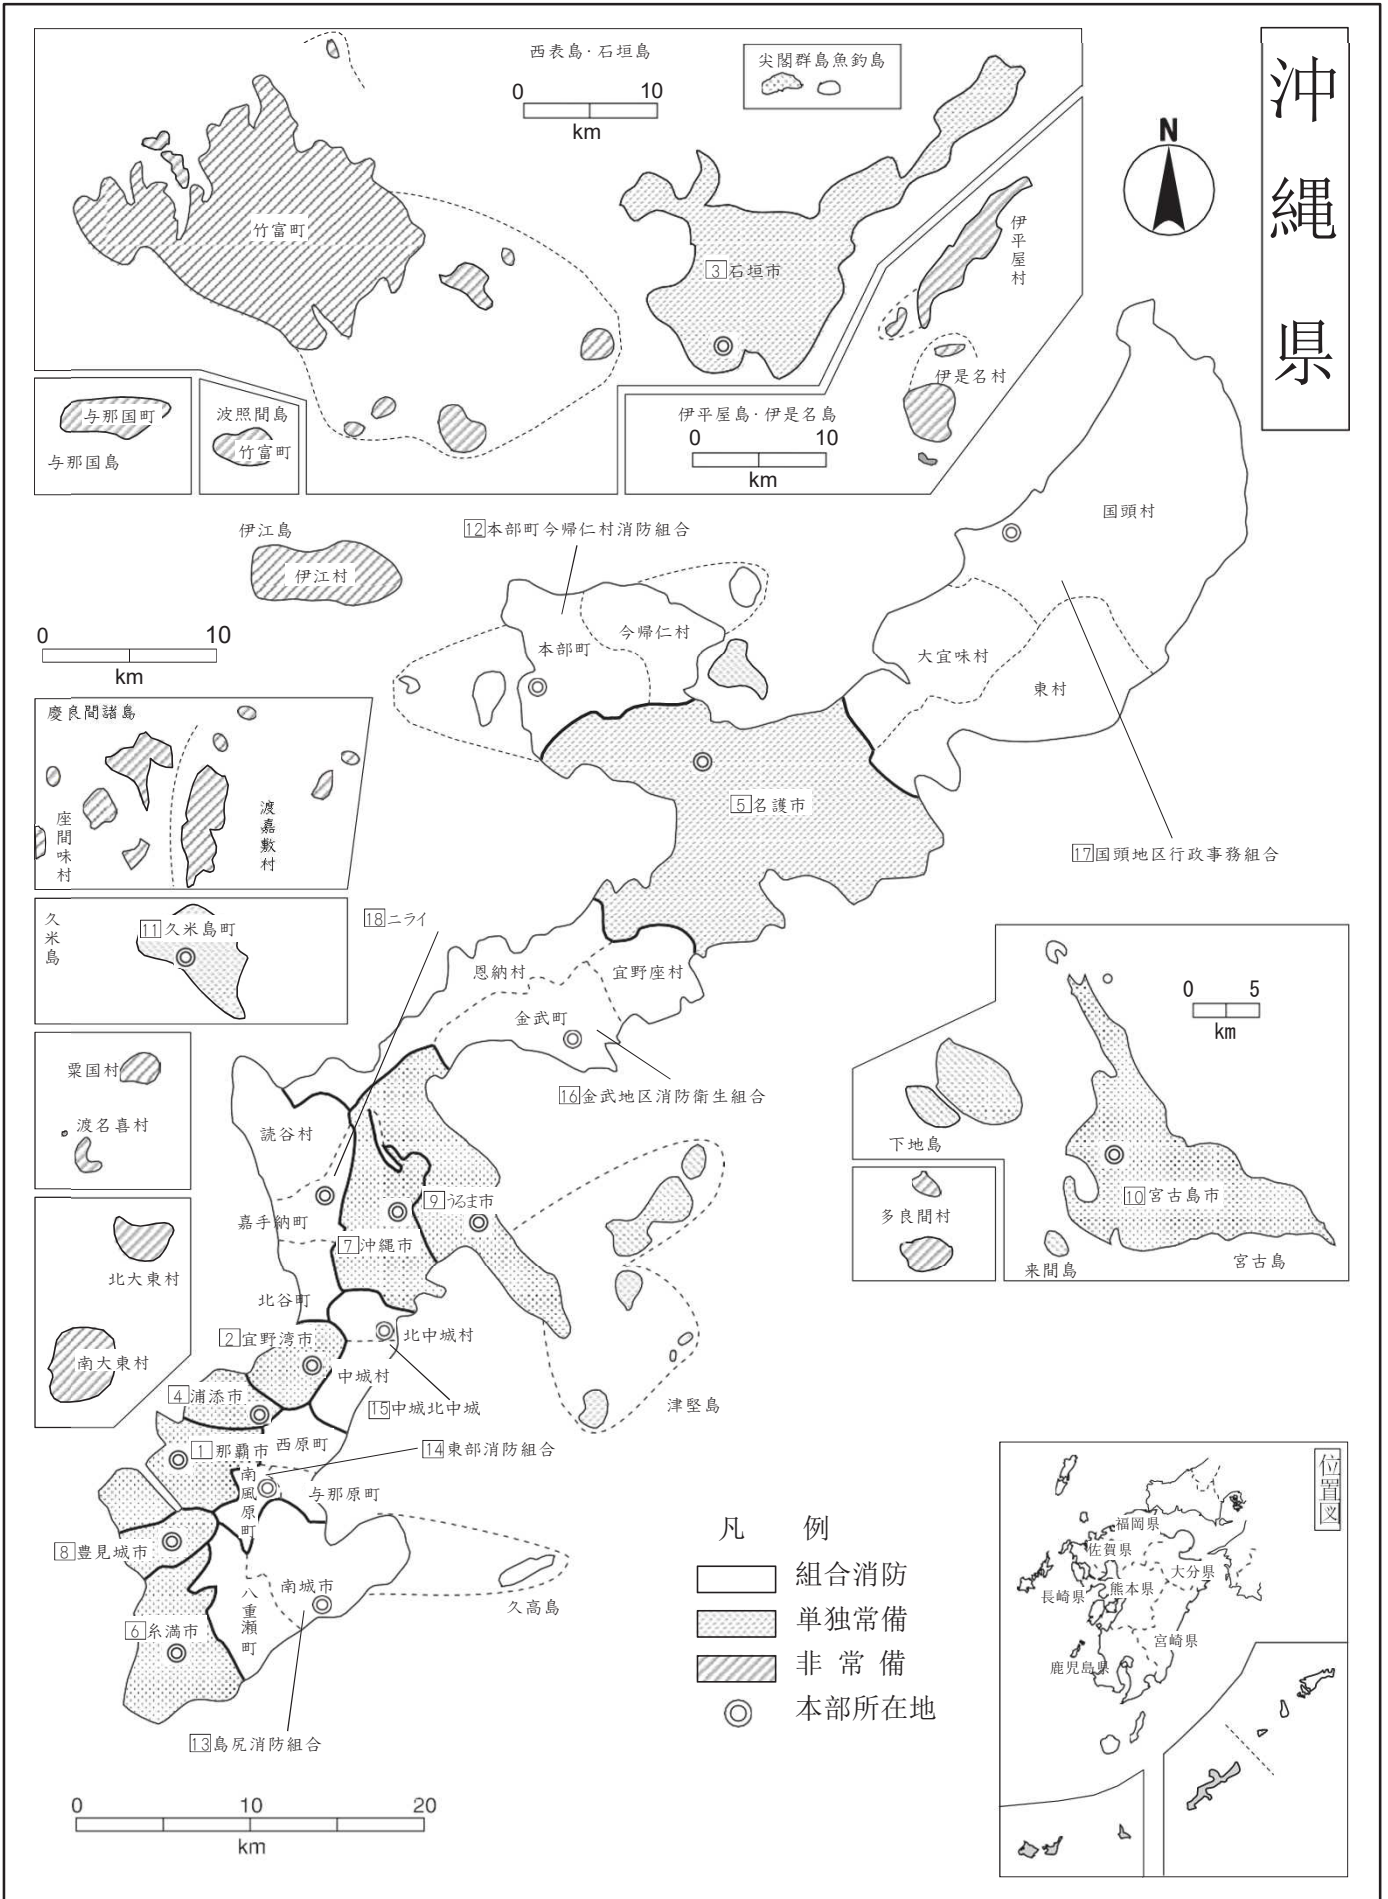 沖縄県
西表島・石垣島
0 10
km
尖閣群島魚釣島
N
竹富町
3石垣市
伊平屋村
伊是名村
与那国町
与那国島
波照間島
竹富町
伊平屋島・伊是名島
0 10
km
国頭村
伊江島
伊江村
12本部町今帰仁村消防組合
0 10
km
本部町
今帰仁村
大宜味村
東村
慶良間諸島
座間味村
渡嘉敷村
5名護市
17国頭地区行政事務組合
久米島
11久米島町
18ニライ
恩納村
宜野座村
金武町
16金武地区消防衛生組合
0 5
km
下地島
10宮古島市
来間島
宮古島
多良間村
粟国村
渡名喜村
読谷村
嘉手納町
9うるま市
7沖縄市
北谷町
北大東村
南大東村
2宜野湾市
北中城村
中城村
4浦添市
15中城北中城
津堅島
1那覇市
西原町
14東部消防組合
南風原町
与那原町
8豊見城市
南城市
八重瀬町
久高島
6糸満市
13島尻消防組合
凡 例
組合消防
単独常備
非常備
本部所在地
0 10 20
km
位置図
福岡県
佐賀県
大分県
長崎県
熊本県
宮崎県
鹿児島県